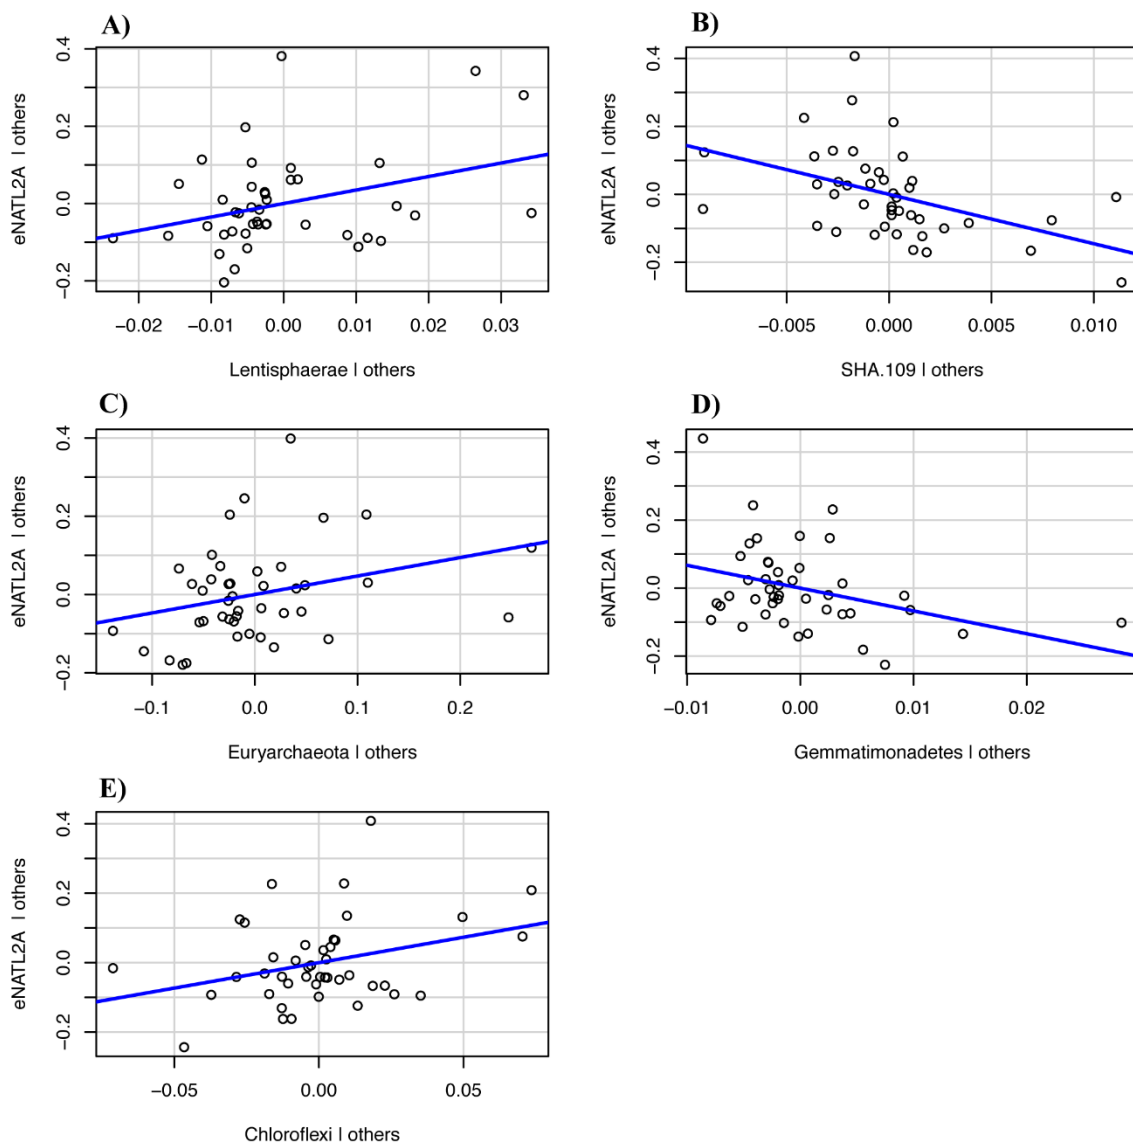 A)
B)
eNATL2A | others
0.4
0.2
0.0
−0.2
−0.02
−0.01
0.00
0.01
0.02
0.03
Lentisphaerae | others
eNATL2A | others
0.4
0.2
0.0
−0.2
−0.005
0.000
0.005
0.010
SHA.109 | others
C)
D)
eNATL2A | others
0.4
0.2
0.0
−0.2
−0.1
0.0
0.1
0.2
Euryarchaeota | others
eNATL2A | others
0.4
0.2
0.0
−0.2
−0.01
0.00
0.01
0.02
Gemmatimonadetes | others
E)
eNATL2A | others
0.4
0.2
0.0
−0.2
−0.05
0.00
0.05
Chloroflexi | others